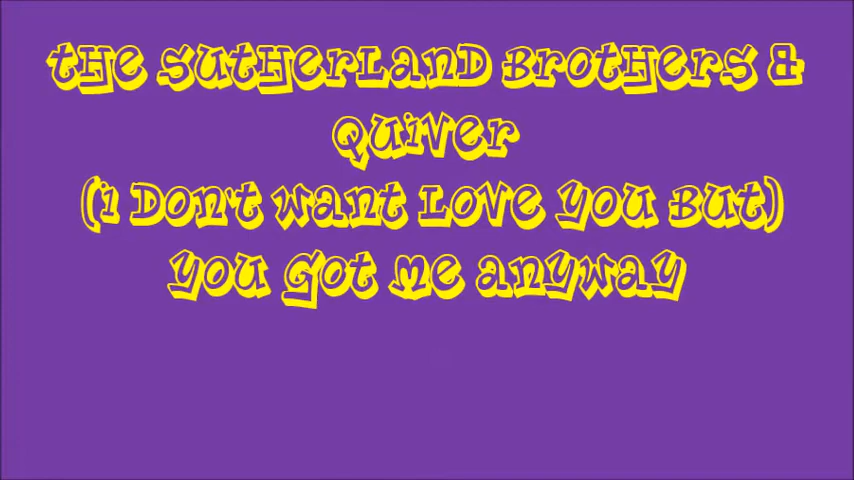 THE SUTHERLAND BROTHERS &
QUIVER
(I DON'T WANT LOVE YOU BUT)
YOU GOT ME ANYWAY